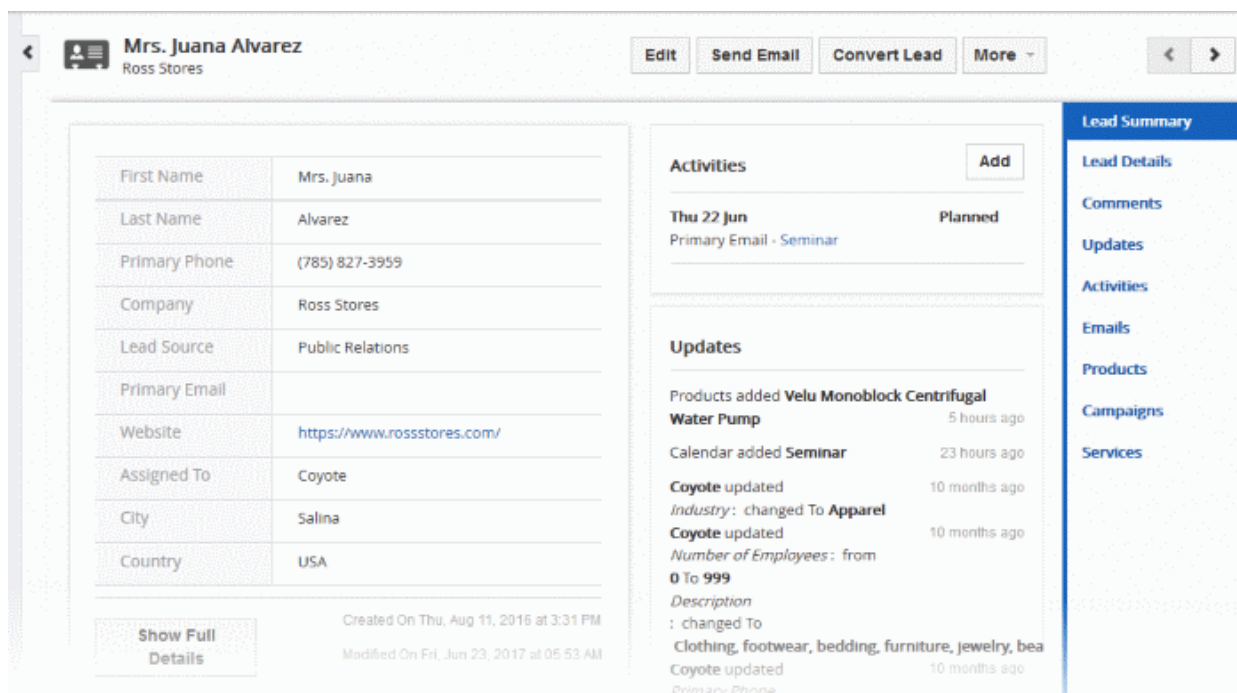 Mrs. Juana Alvarez
Ross Stores
Edit
Send Email
Convert Lead
More
First Name Mrs. Juana
Last Name Alvarez
Primary Phone (785) 827-3959
Company Ross Stores
Lead Source Public Relations
Primary Email
Website https://www.rossstores.com/
Assigned To Coyote
City Salina
Country USA
Show Full
Details
Created On Thu, Aug 11, 2016 at 3:31 PM
Modified On Fri, Jun 23, 2017 at 05:53 AM
Activities
Add
Thu 22 Jun Planned
Primary Email - Seminar
Updates
Products added Velu Monoblock Centrifugal
Water Pump 5 hours ago
Calendar added Seminar 23 hours ago
Coyote updated 10 months ago
Industry : changed To Apparel
Coyote updated 10 months ago
Number of Employees : from
0 To 999
Description
: changed To
Clothing, footwear, bedding, furniture, jewelry, bea
Coyote updated 10 months ago
Primary Phone
Lead Summary
Lead Details
Comments
Updates
Activities
Emails
Products
Campaigns
Services